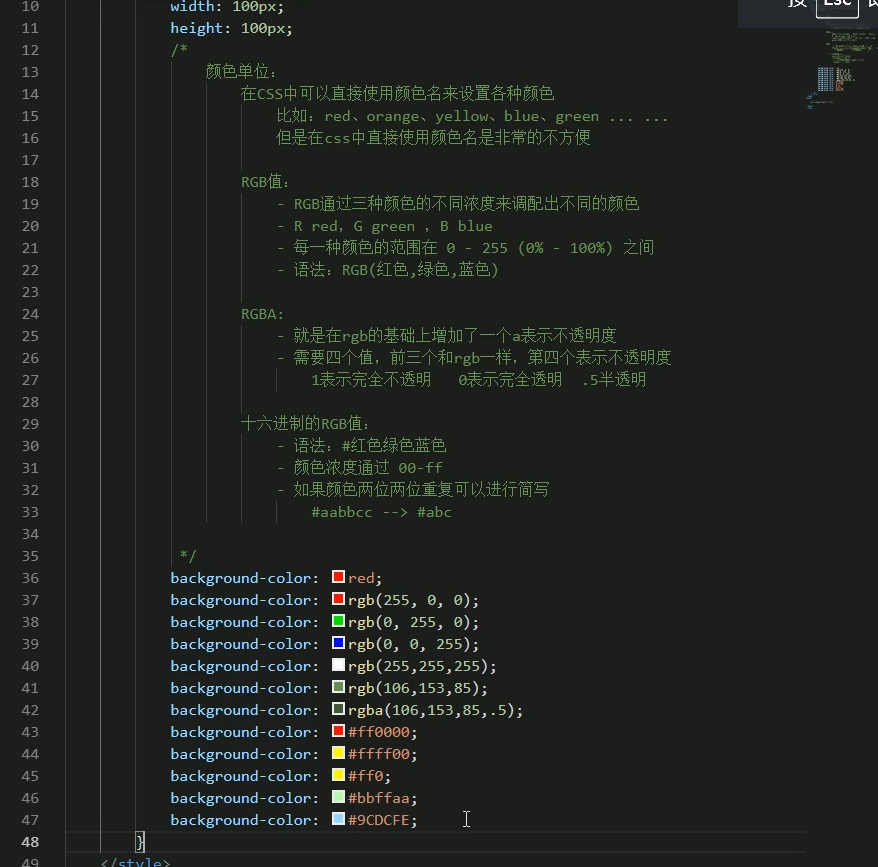 按 Esc
10 width: 100px;
11 height: 100px;
12 /*
13 颜色单位:
14 在CSS中可以直接使用颜色名来设置各种颜色
15 比如: red、orange、yellow、blue、green ... ...
16 但是在css中直接使用颜色名是非常的不方便
17
18 RGB值:
19 - RGB通过三种颜色的不同浓度来调配出不同的颜色
20 - R red, G green , B blue
21 - 每一种颜色的范围在 0 - 255 (0% - 100%) 之间
22 - 语法: RGB(红色,绿色,蓝色)
23
24 RGBA:
25 - 就是在rgb的基础上增加了一个a表示不透明度
26 - 需要四个值, 前三个和rgb一样, 第四个表示不透明度
27 1表示完全不透明 0表示完全透明 .5半透明
28
29 十六进制的RGB值:
30 - 语法: #红色绿色蓝色
31 - 颜色浓度通过 00-ff
32 - 如果颜色两位两位重复可以进行简写
33 #aabbcc --> #abc
34
35 */
36 background-color: red;
37 background-color: rgb(255, 0, 0);
38 background-color: rgb(0, 255, 0);
39 background-color: rgb(0, 0, 255);
40 background-color: rgb(255,255,255);
41 background-color: rgb(106,153,85);
42 background-color: rgba(106,153,85,.5);
43 background-color: #ff0000;
44 background-color: #ffff00;
45 background-color: #ff0;
46 background-color: #bbffaa;
47 background-color: #9CDCFE;
48 }
49 </style>